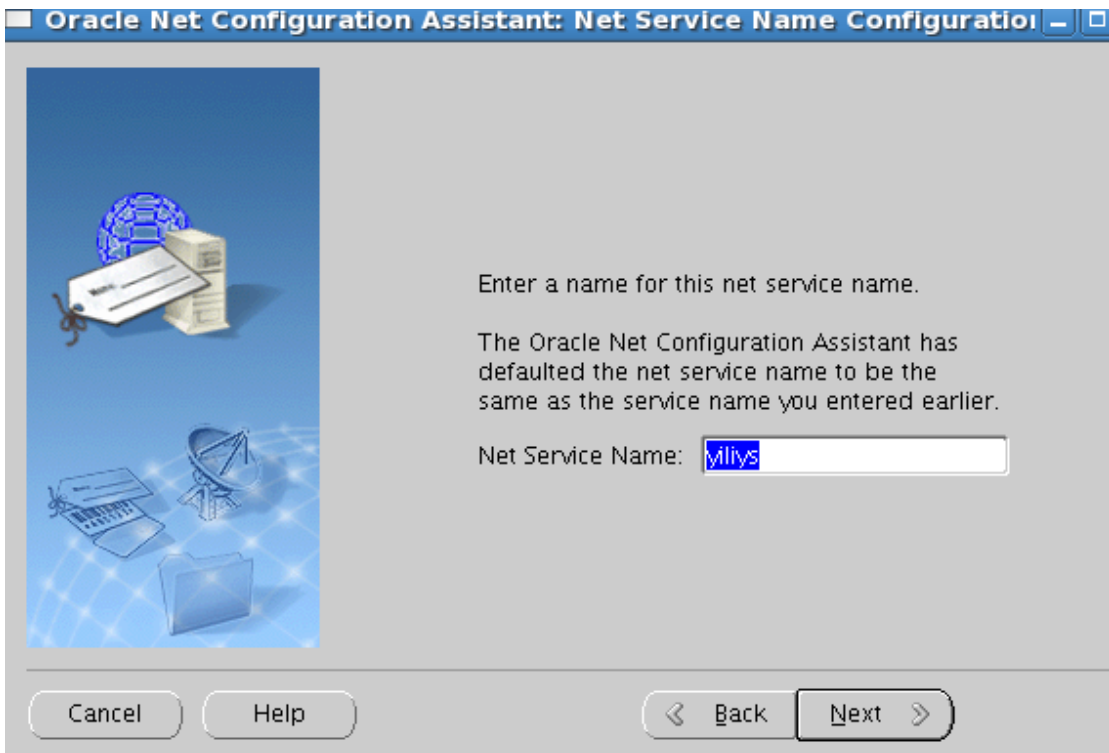 Oracle Net Configuration Assistant: Net Service Name Configuration
Enter a name for this net service name.
The Oracle Net Configuration Assistant has
defaulted the net service name to be the
same as the service name you entered earlier.
Net Service Name: yiliys
Cancel
Help
Back
Next